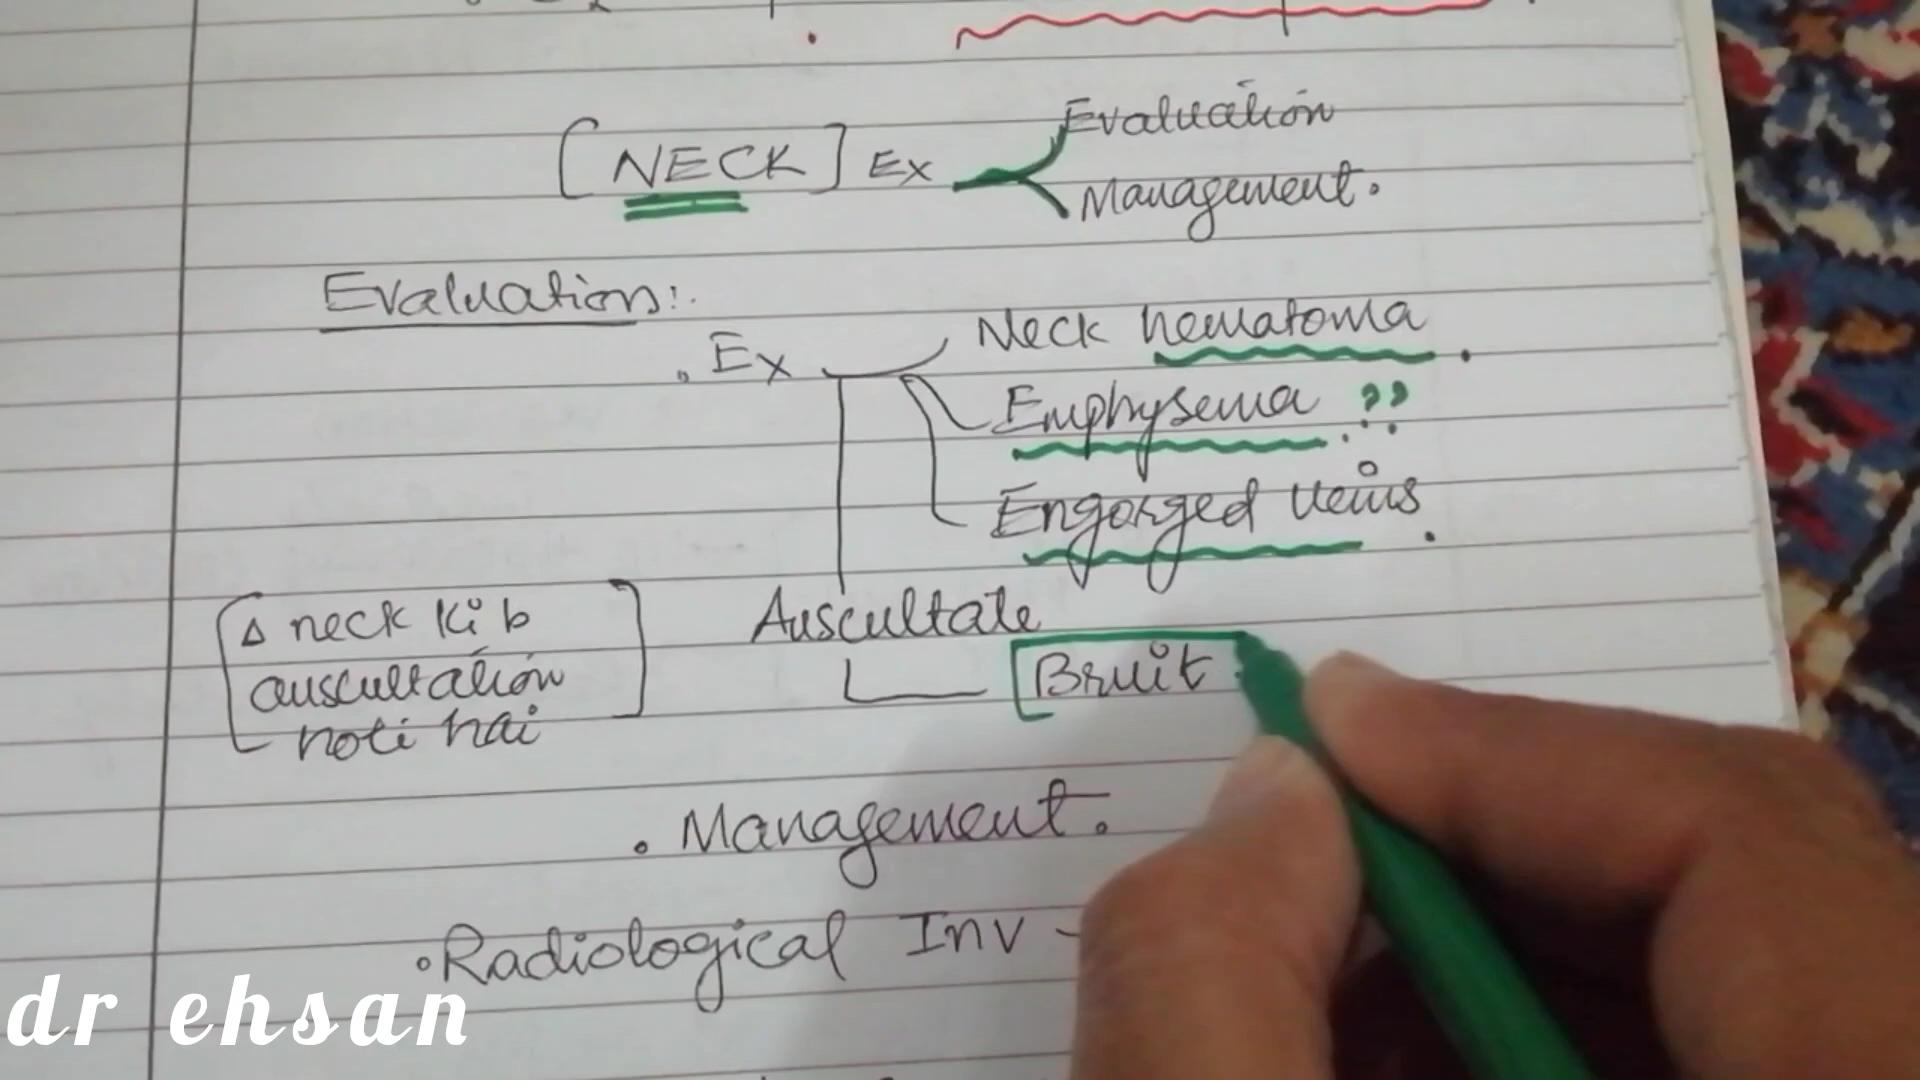 [NECK] Ex
Evaluation
Management.
Evaluation:.
. Ex
Neck hematoma .
Emphysema ??
Engorged veins .
Auscultate
[Bruit
[Δ neck ki b
auscultation
hoti hai]
. Management.
. Radiological Inv -
dr ehsan